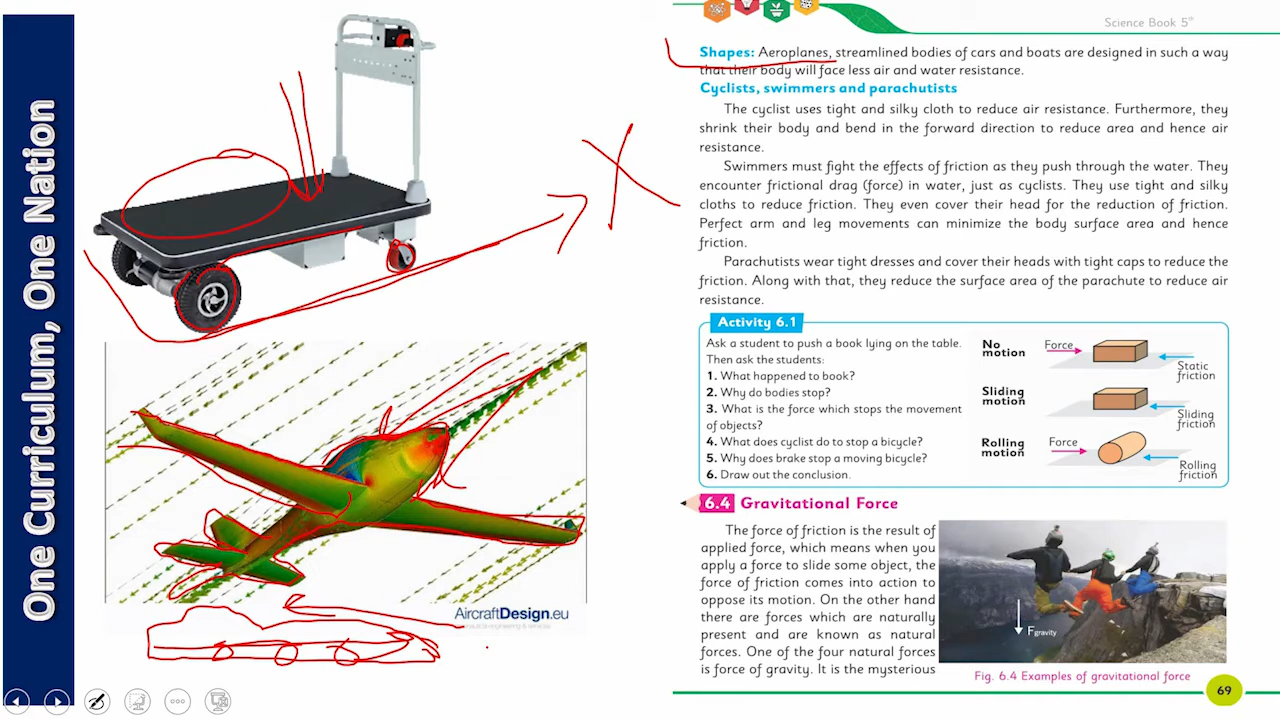 One Curriculum, One Nation
AircraftDesign.eu
Science Book 5th
Shapes: Aeroplanes, streamlined bodies of cars and boats are designed in such a way
that their body will face less air and water resistance.
Cyclists, swimmers and parachutists
The cyclist uses tight and silky cloth to reduce air resistance. Furthermore, they
shrink their body and bend in the forward direction to reduce area and hence air
resistance.
Swimmers must fight the effects of friction as they push through the water. They
encounter frictional drag (force) in water, just as cyclists. They use tight and silky
cloths to reduce friction. They even cover their head for the reduction of friction.
Perfect arm and leg movements can minimize the body surface area and hence
friction.
Parachutists wear tight dresses and cover their heads with tight caps to reduce the
friction. Along with that, they reduce the surface area of the parachute to reduce air
resistance.
Activity 6.1
Ask a student to push a book lying on the table.
Then ask the students:
1. What happened to book?
2. Why do bodies stop?
3. What is the force which stops the movement
of objects?
4. What does cyclist do to stop a bicycle?
5. Why does brake stop a moving bicycle?
6. Draw out the conclusion.
No
motion
Force
Static
friction
Sliding
motion
Sliding
friction
Rolling
motion
Force
Rolling
friction
6.4 Gravitational Force
The force of friction is the result of
applied force, which means when you
apply a force to slide some object, the
force of friction comes into action to
oppose its motion. On the other hand
there are forces which are naturally
present and are known as natural
forces. One of the four natural forces
is force of gravity. It is the mysterious
Fgravity
Fig. 6.4 Examples of gravitational force
69